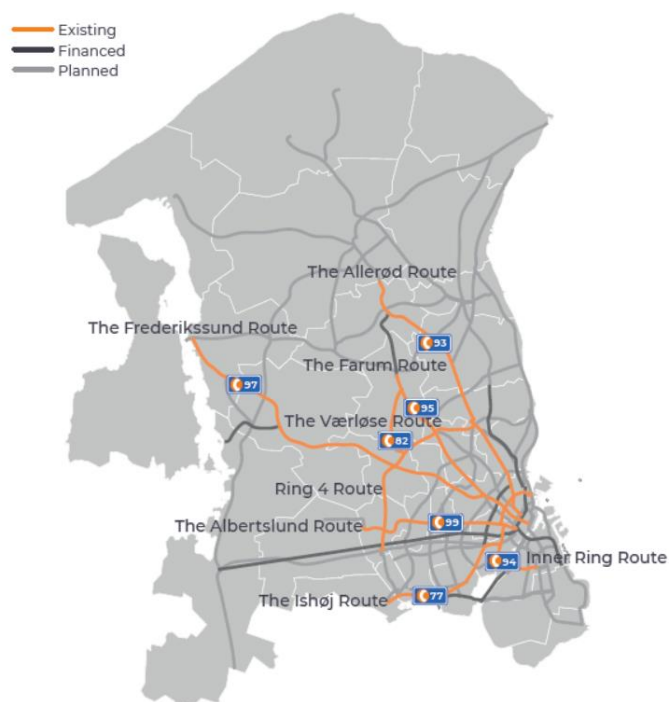 Existing
Financed
Planned
The Allerød Route
The Frederikssund Route
93
The Farum Route
97
95
The Værløse Route
82
Ring 4 Route
99
The Albertslund Route
94
Inner Ring Route
77
The Ishøj Route